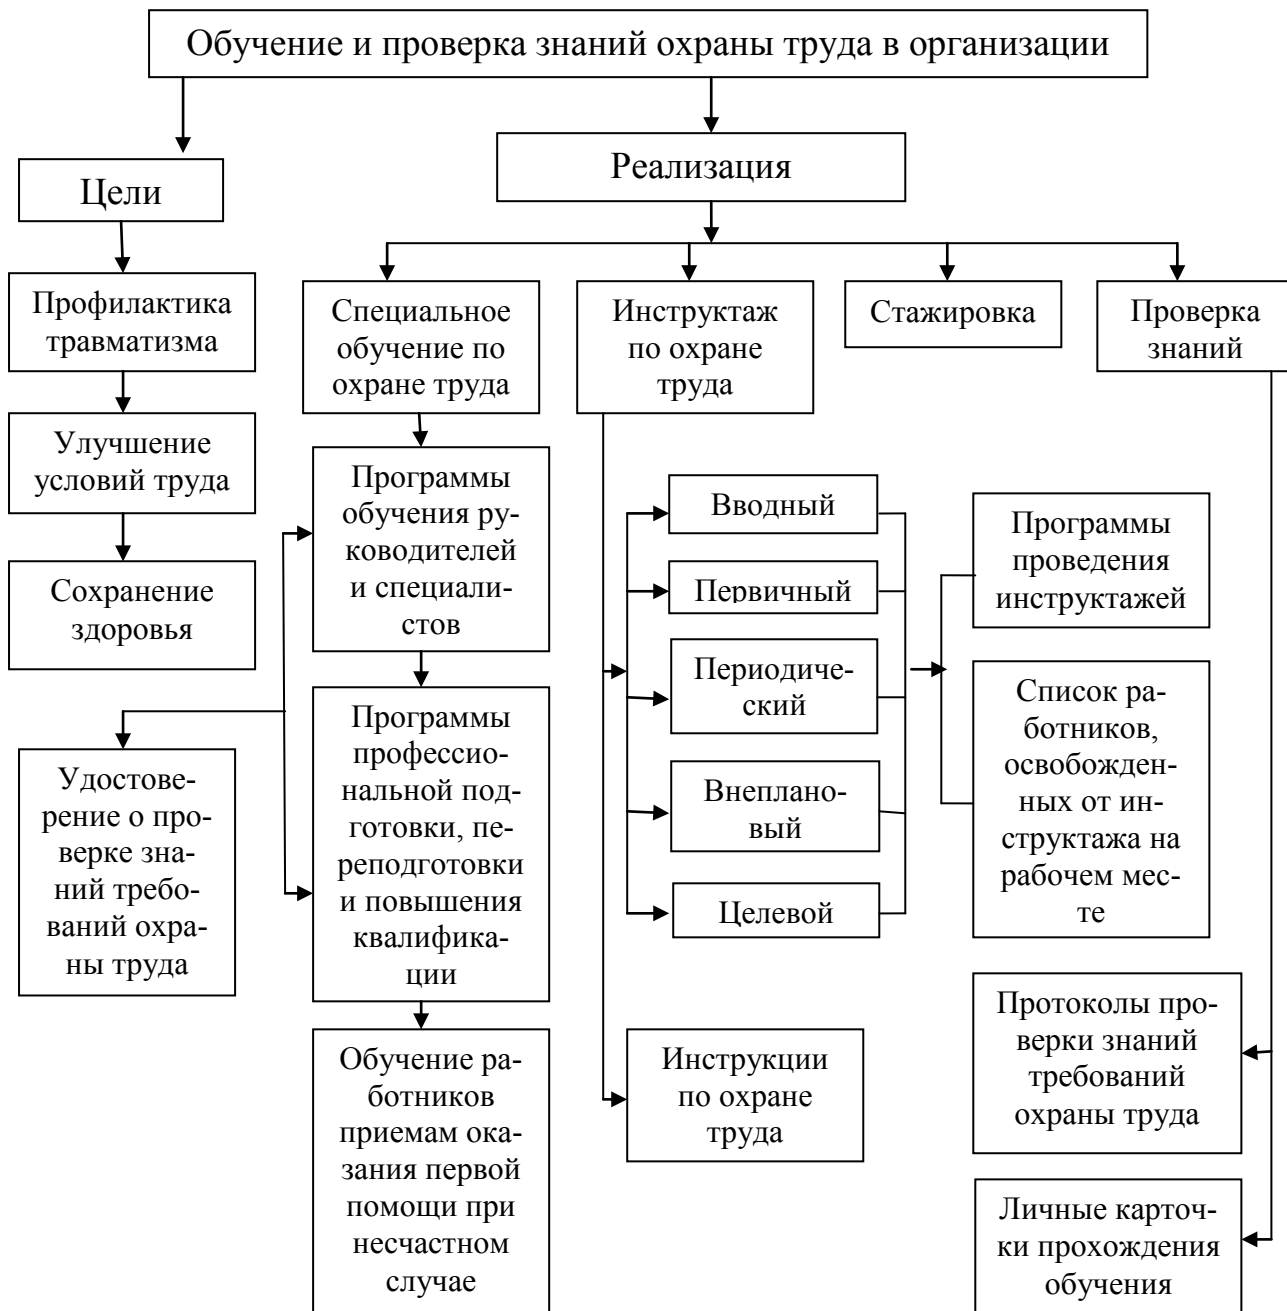 Обучение и проверка знаний охраны труда в организации
Цели
Реализация
Профилактика
травматизма
Улучшение
условий труда
Сохранение
здоровья
Удостове-
рение о про-
верке зна-
ний требо-
ваний охра-
ны труда
Специальное
обучение по
охране труда
Программы
обучения ру-
ководителей
и специали-
стов
Программы
профессио-
нальной под-
готовки, пе-
реподготовки
и повышения
квалифика-
ции
Обучение ра-
ботников
приемам ока-
зания первой
помощи при
несчастном
случае
Инструктаж
по охране
труда
Вводный
Первичный
Периодиче-
ский
Внеплано-
вый
Целевой
Инструкции
по охране
труда
Стажировка
Программы
проведения
инструктажей
Список ра-
ботников,
освобожден-
ных от ин-
структажа на
рабочем мес-
те
Проверка
знаний
Протоколы про-
верки знаний
требований
охраны труда
Личные карточ-
ки прохождения
обучения